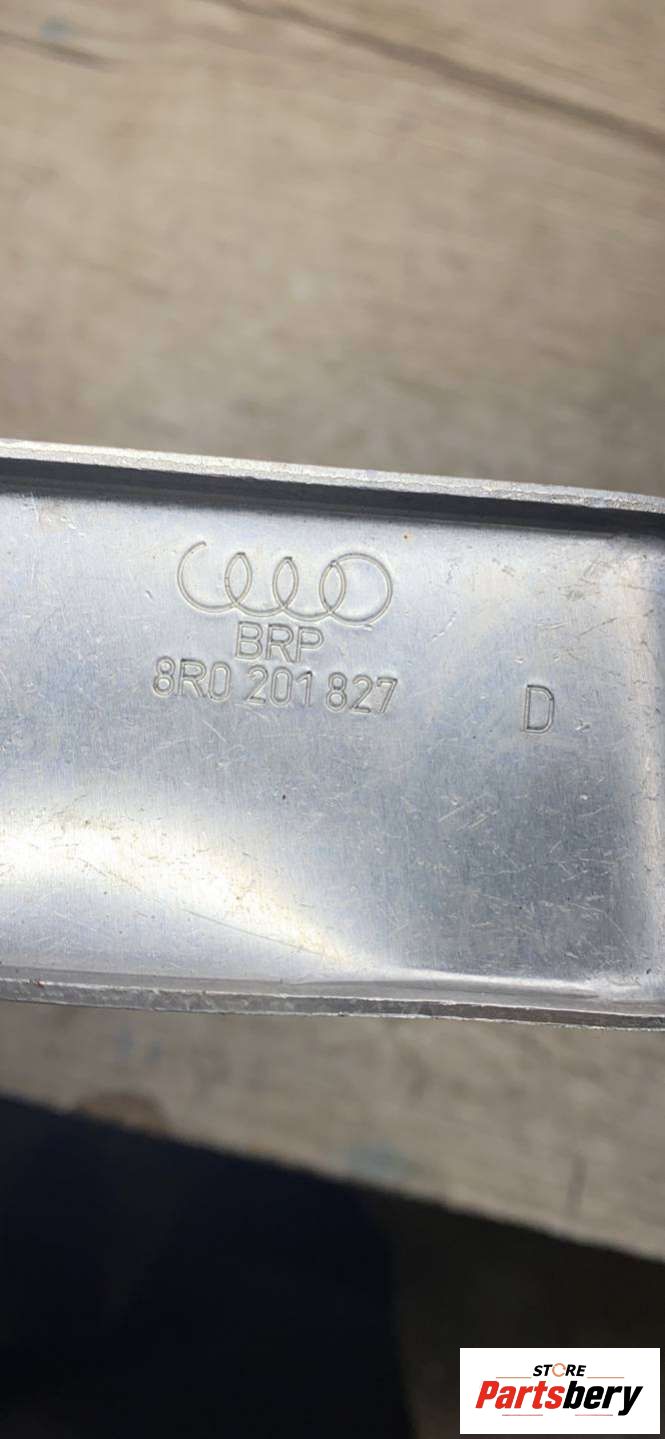 BRP
8R0 201 827
D
STORE
Partsbery